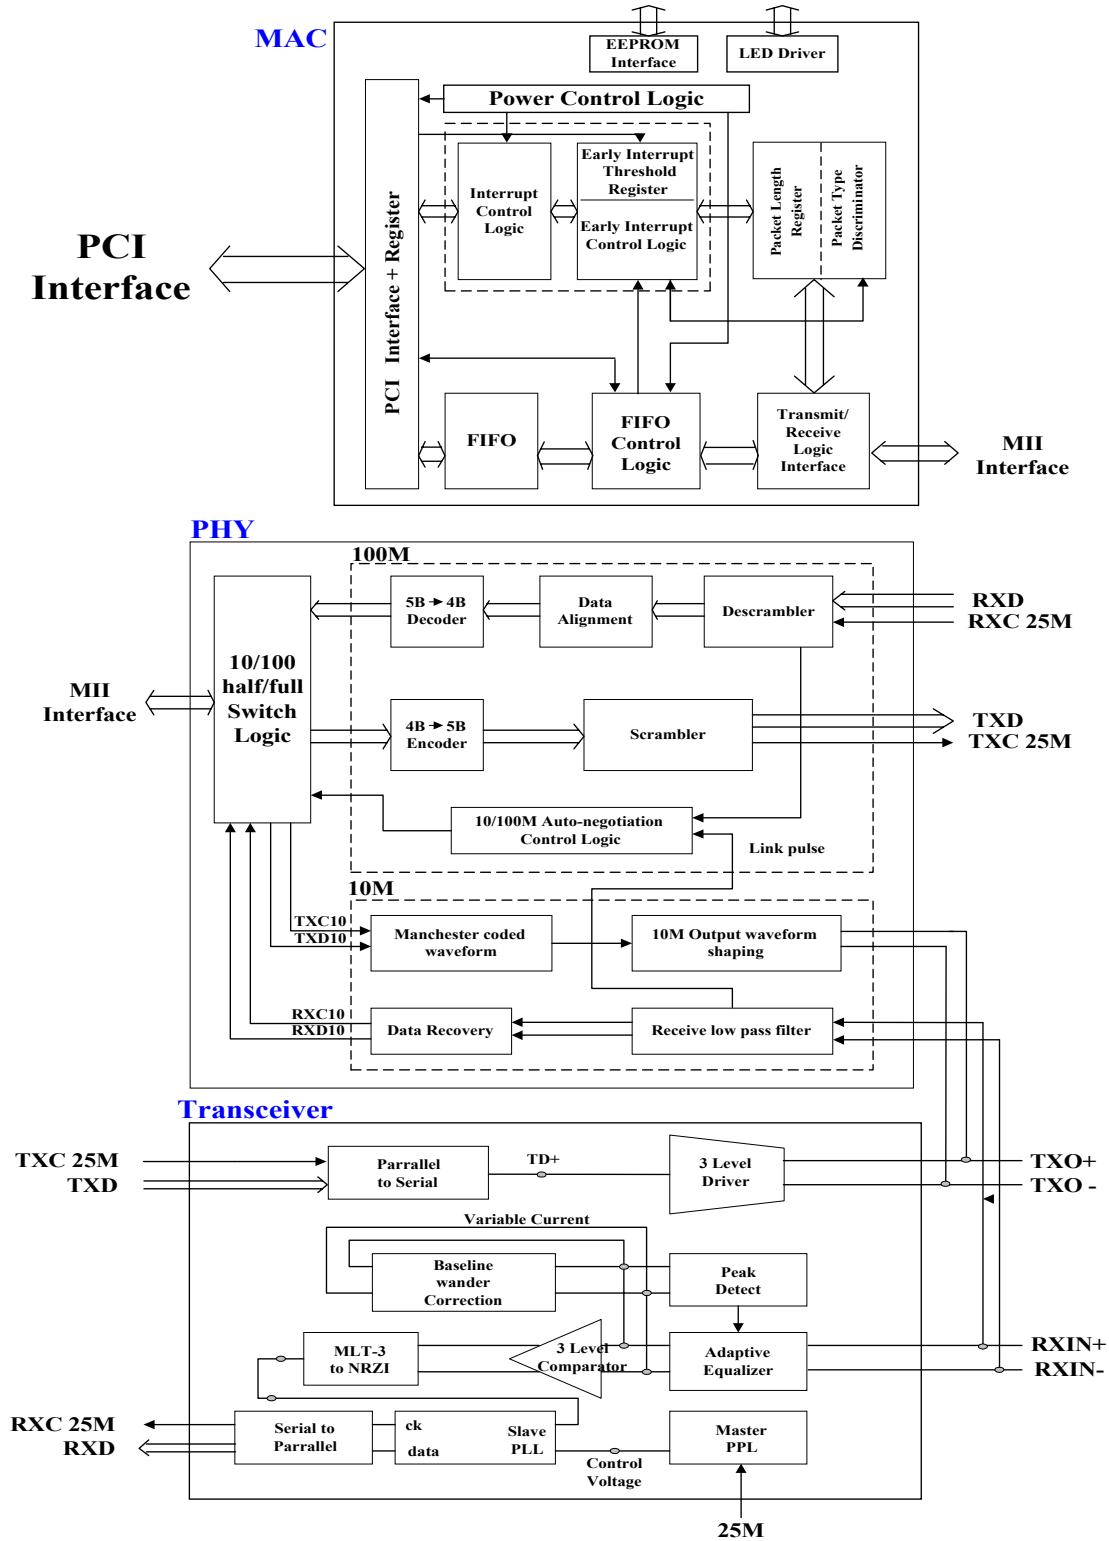 MAC
EEPROM
Interface
LED Driver
Power Control Logic
PCI
Interface
PCI Interface + Register
Interrupt
Control
Logic
Early Interrupt
Threshold
Register
Early Interrupt
Control Logic
Packet Length
Register
Packet Type
Discriminator
FIFO
FIFO
Control
Logic
Transmit/
Receive
Logic
Interface
MII
Interface
PHY
100M
10/100
half/full
Switch
Logic
5B → 4B
Decoder
Data
Alignment
Descrambler
RXD
RXC 25M
MII
Interface
4B → 5B
Encoder
Scrambler
TXD
TXC 25M
10/100M Auto-negotiation
Control Logic
Link pulse
10M
TXC10
TXD10
Manchester coded
waveform
10M Output waveform
shaping
RXC10
RXD10
Data Recovery
Receive low pass filter
Transceiver
TXC 25M
TXD
Parrallel
to Serial
TD+
3 Level
Driver
TXO+
TXO -
Variable Current
Baseline
wander
Correction
Peak
Detect
MLT-3
to NRZI
3 Level
Comparator
Adaptive
Equalizer
RXIN+
RXIN-
RXC 25M
RXD
Serial to
Parrallel
ck
data
Slave
PLL
Control
Voltage
Master
PPL
25M